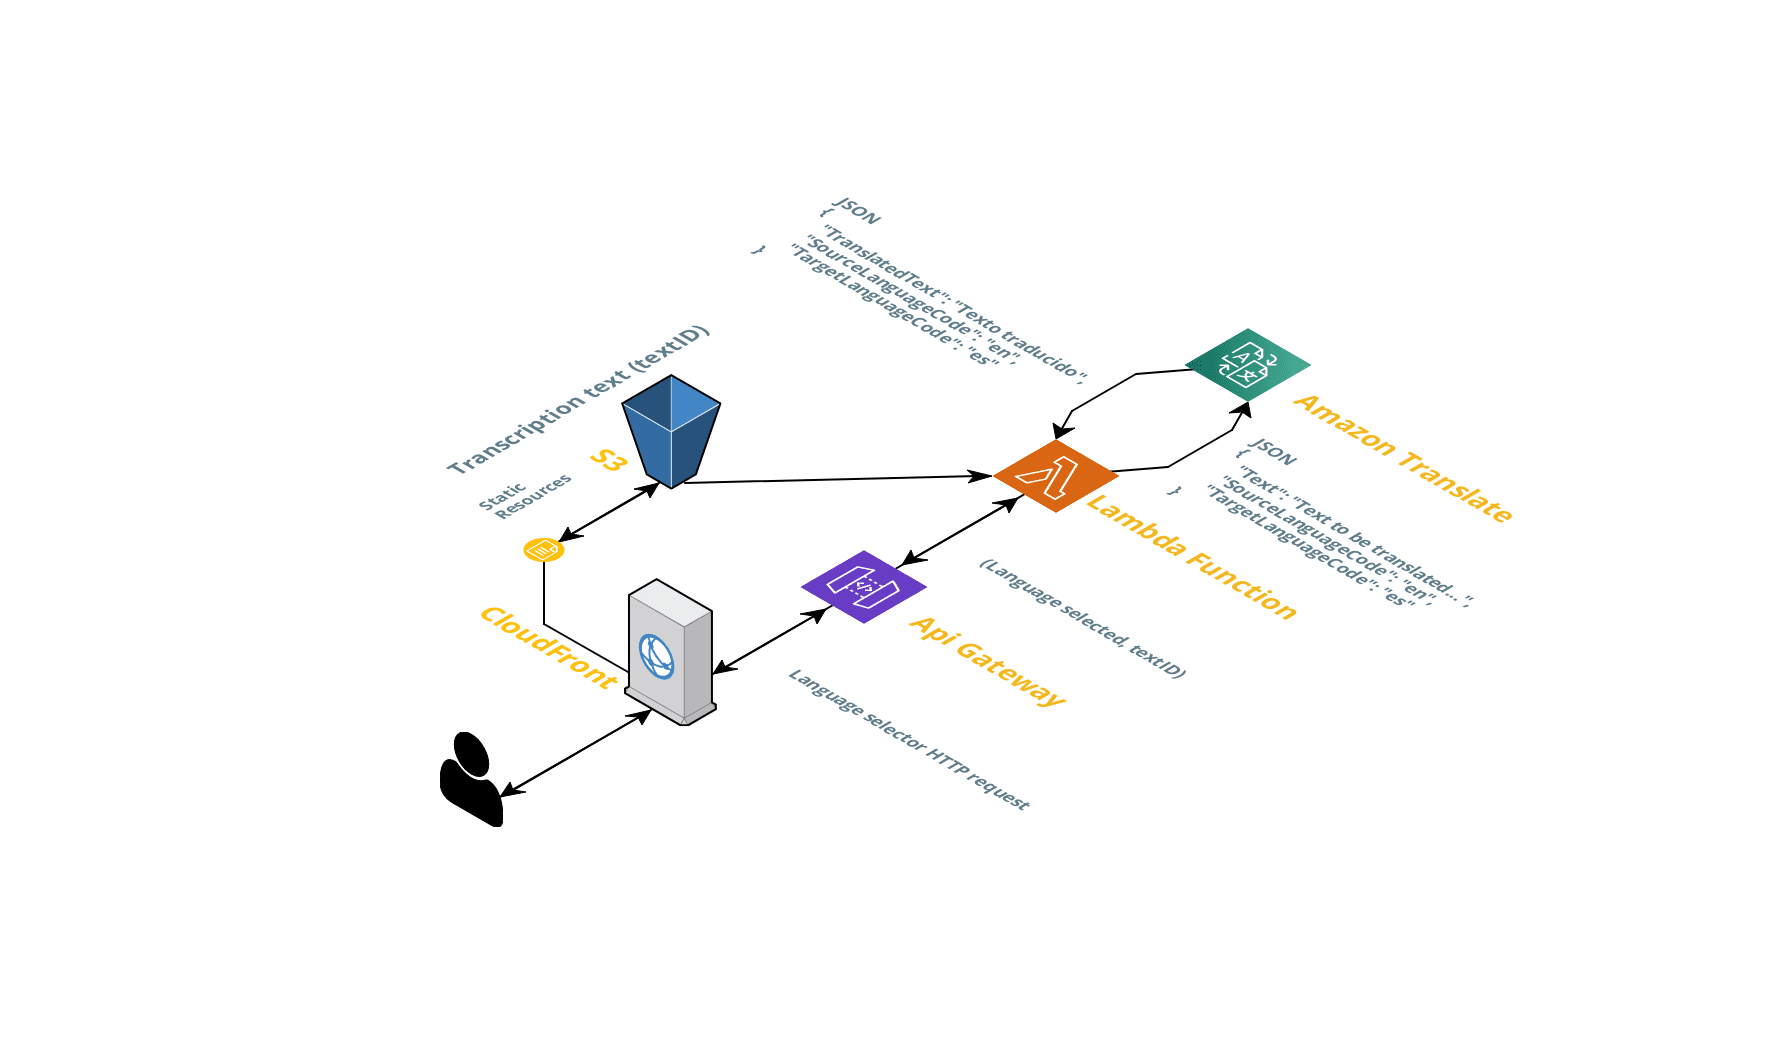 JSON
{
"TranslatedText": "Texto traducido",
"SourceLanguageCode": "en",
"TargetLanguageCode": "es"
}
Transcription text (textID)
S3
Static
Resources
Amazon Translate
JSON
{
"Text": "Text to be translated... ",
"SourceLanguageCode": "en",
"TargetLanguageCode": "es"
}
Lambda Function
(Language selected, textID)
CloudFront
Api Gateway
Language selector HTTP request